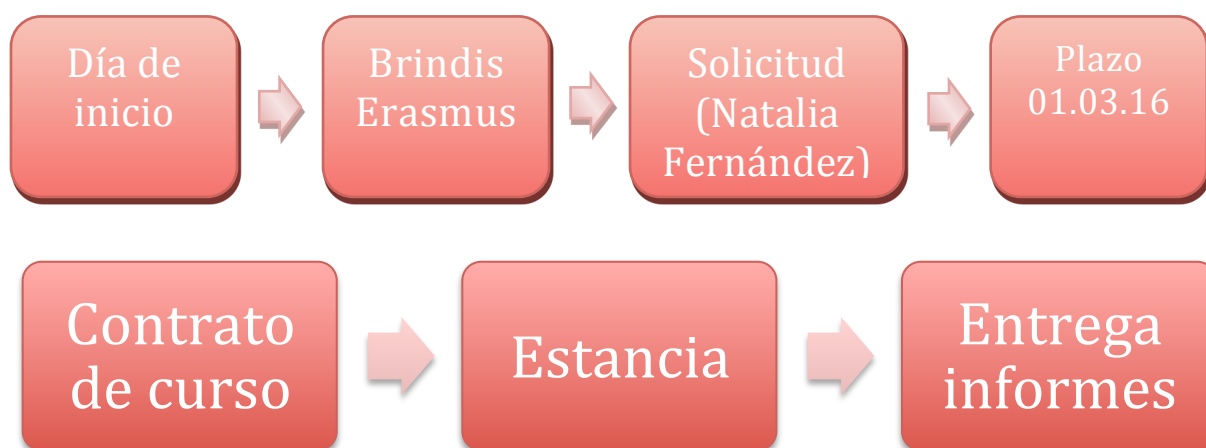 Día de
inicio
Brindis
Erasmus
Solicitud
(Natalia
Fernández)
Plazo
01.03.16
Contrato
de curso
Estancia
Entrega
informes